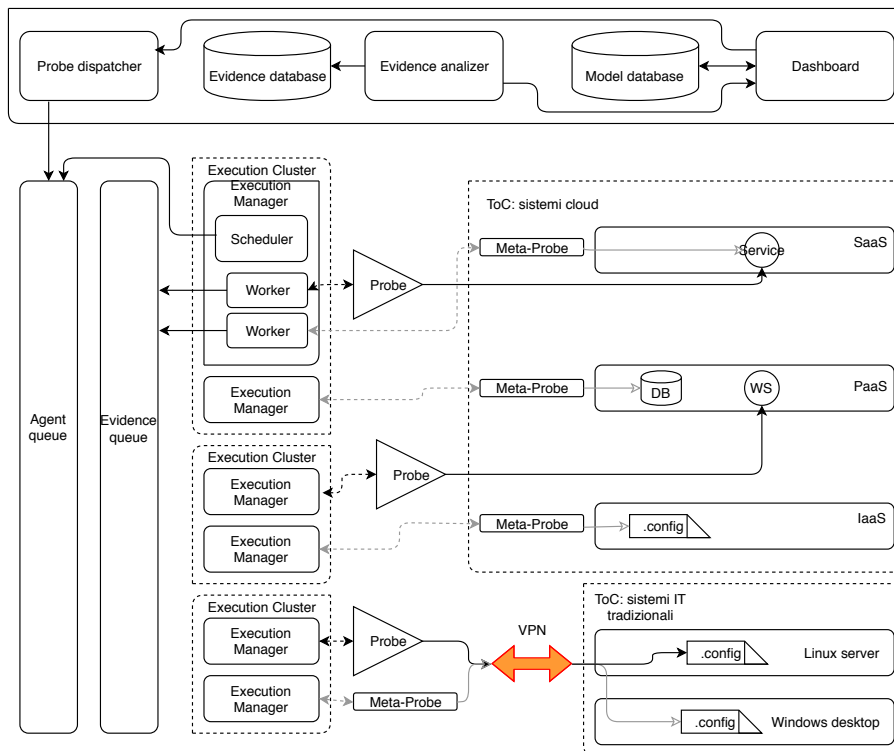 Probe dispatcher
Evidence database
Evidence analizer
Model database
Dashboard
Agent
queue
Evidence
queue
Execution Cluster
Execution
Manager
Scheduler
Worker
Worker
Execution
Manager
Probe
ToC: sistemi cloud
Meta-Probe
Service
SaaS
Meta-Probe
DB
WS
PaaS
Execution Cluster
Execution
Manager
Execution
Manager
Probe
Meta-Probe
.config
IaaS
Execution Cluster
Execution
Manager
Execution
Manager
Probe
Meta-Probe
VPN
ToC: sistemi IT
tradizionali
.config
Linux server
.config
Windows desktop